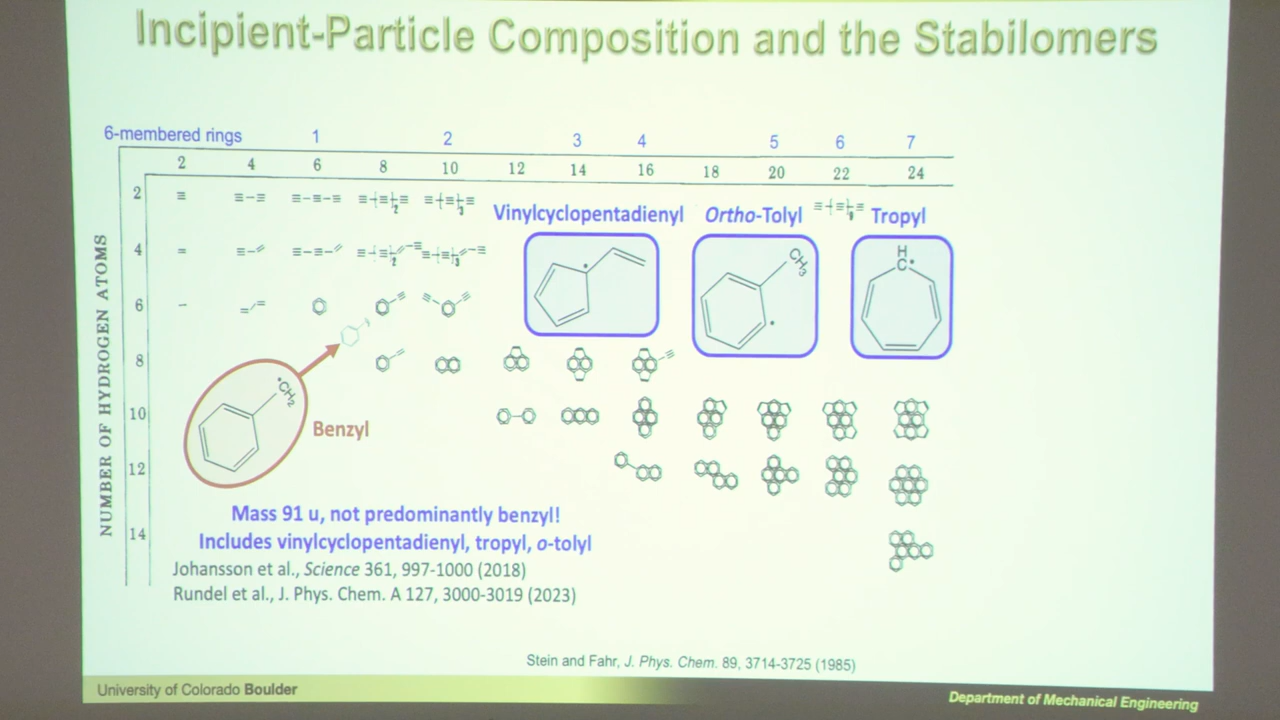 Incipient-Particle Composition and the Stabilomers
6-membered rings 1 2 3 4 5 6 7
2 4 6 8 10 12 14 16 18 20 22 24
NUMBER OF HYDROGEN ATOMS
2
4
6
8
10
12
14
Vinylcyclopentadienyl
Ortho-Tolyl
Tropyl
CH3
H
C•
•CH2
Benzyl
Mass 91 u, not predominantly benzyl!
Includes vinylcyclopentadienyl, tropyl, o-tolyl
Johansson et al., Science 361, 997-1000 (2018)
Rundel et al., J. Phys. Chem. A 127, 3000-3019 (2023)
Stein and Fahr, J. Phys. Chem. 89, 3714-3725 (1985)
University of Colorado Boulder
Department of Mechanical Engineering